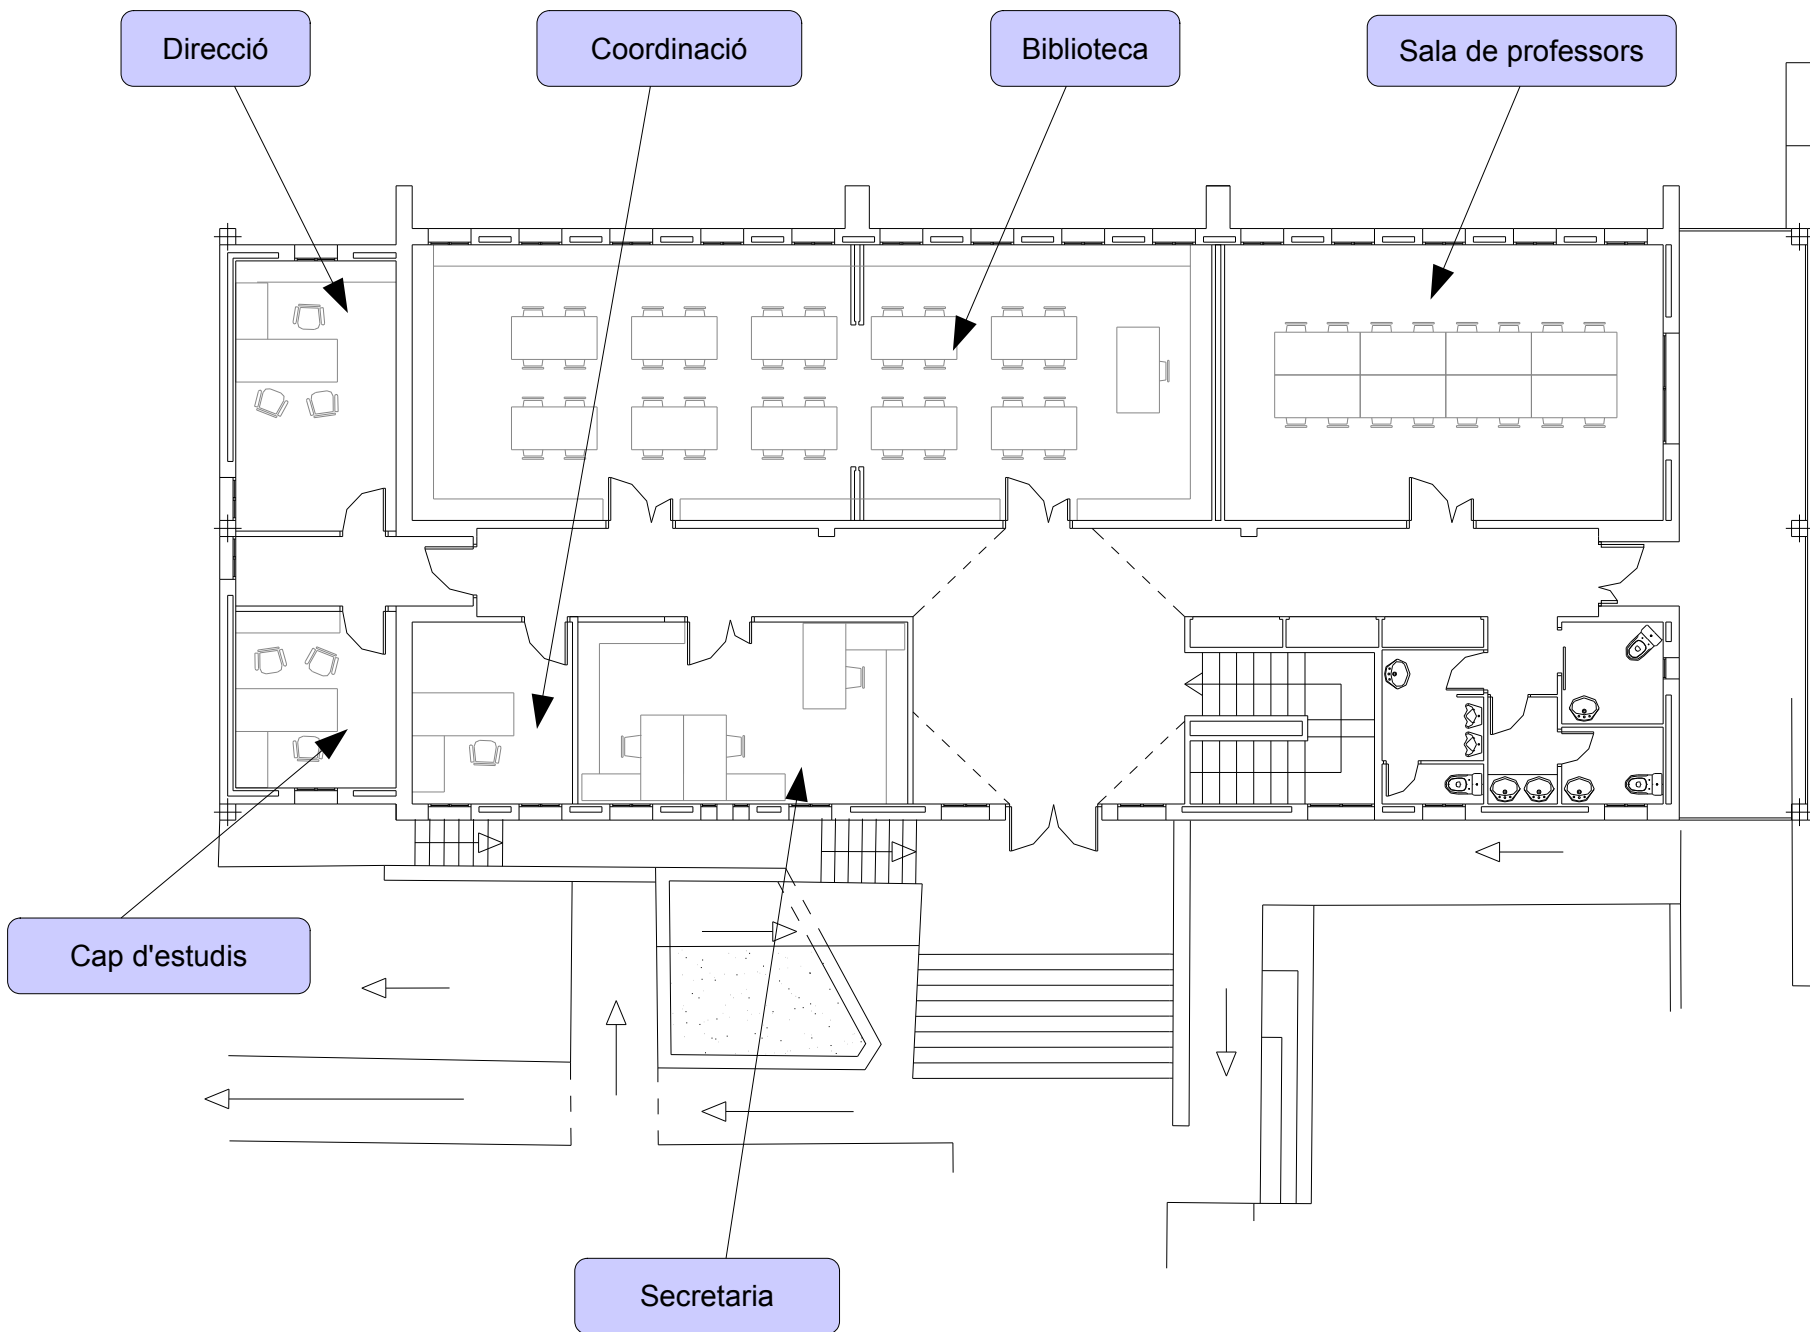 Direcció
Coordinació
Biblioteca
Sala de professors
Cap d'estudis
Secretaria